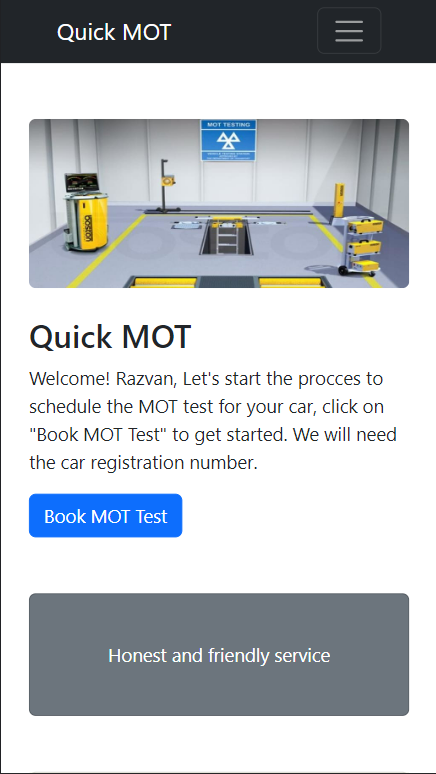 Quick MOT
MOT TESTING
BOSTON
Quick MOT
Welcome! Razvan, Let's start the procces to
schedule the MOT test for your car, click on
"Book MOT Test" to get started. We will need
the car registration number.
Book MOT Test
Honest and friendly service